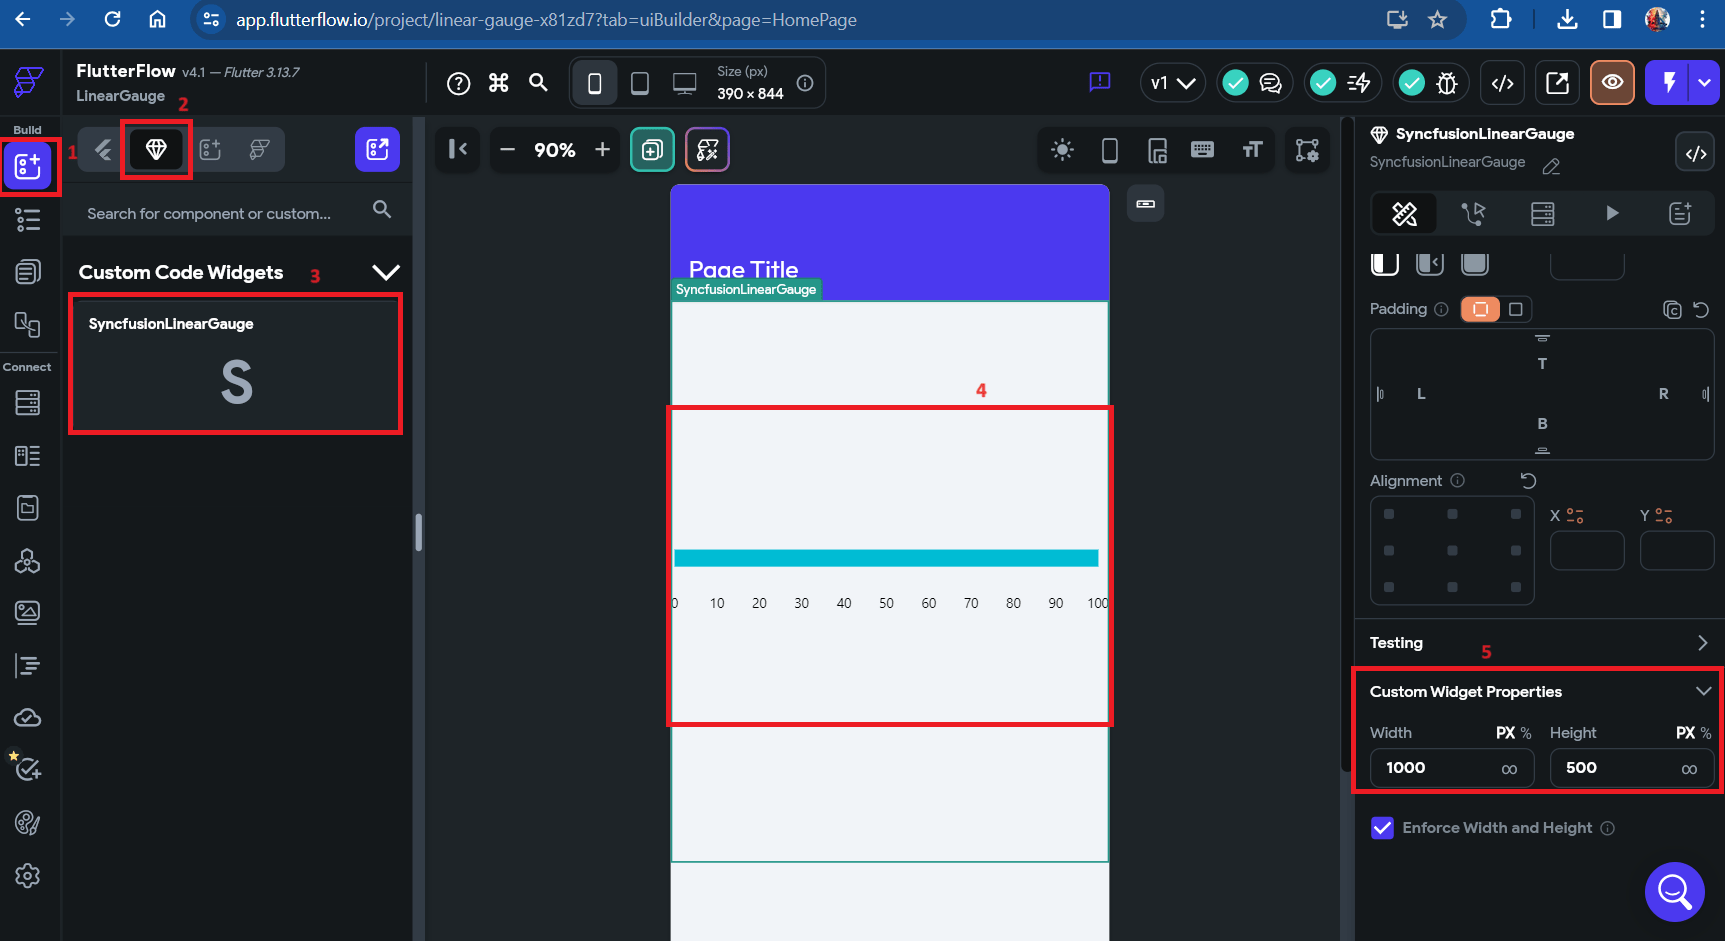 app.flutterflow.io/project/linear-gauge-x81zd7?tab=uiBuilder&page=HomePage
FlutterFlow v4.1 — Flutter 3.13.7
LinearGauge
2
Size (px)
390 × 844
v1
Build
1
90%
Search for component or custom...
Custom Code Widgets
3
SyncfusionLinearGauge
S
Connect
Page Title
SyncfusionLinearGauge
4
0 10 20 30 40 50 60 70 80 90 100
SyncfusionLinearGauge
SyncfusionLinearGauge
Padding
T
L
R
B
Alignment
X
Y
Testing
5
Custom Widget Properties
Width PX % Height PX %
1000 ∞ 500 ∞
Enforce Width and Height